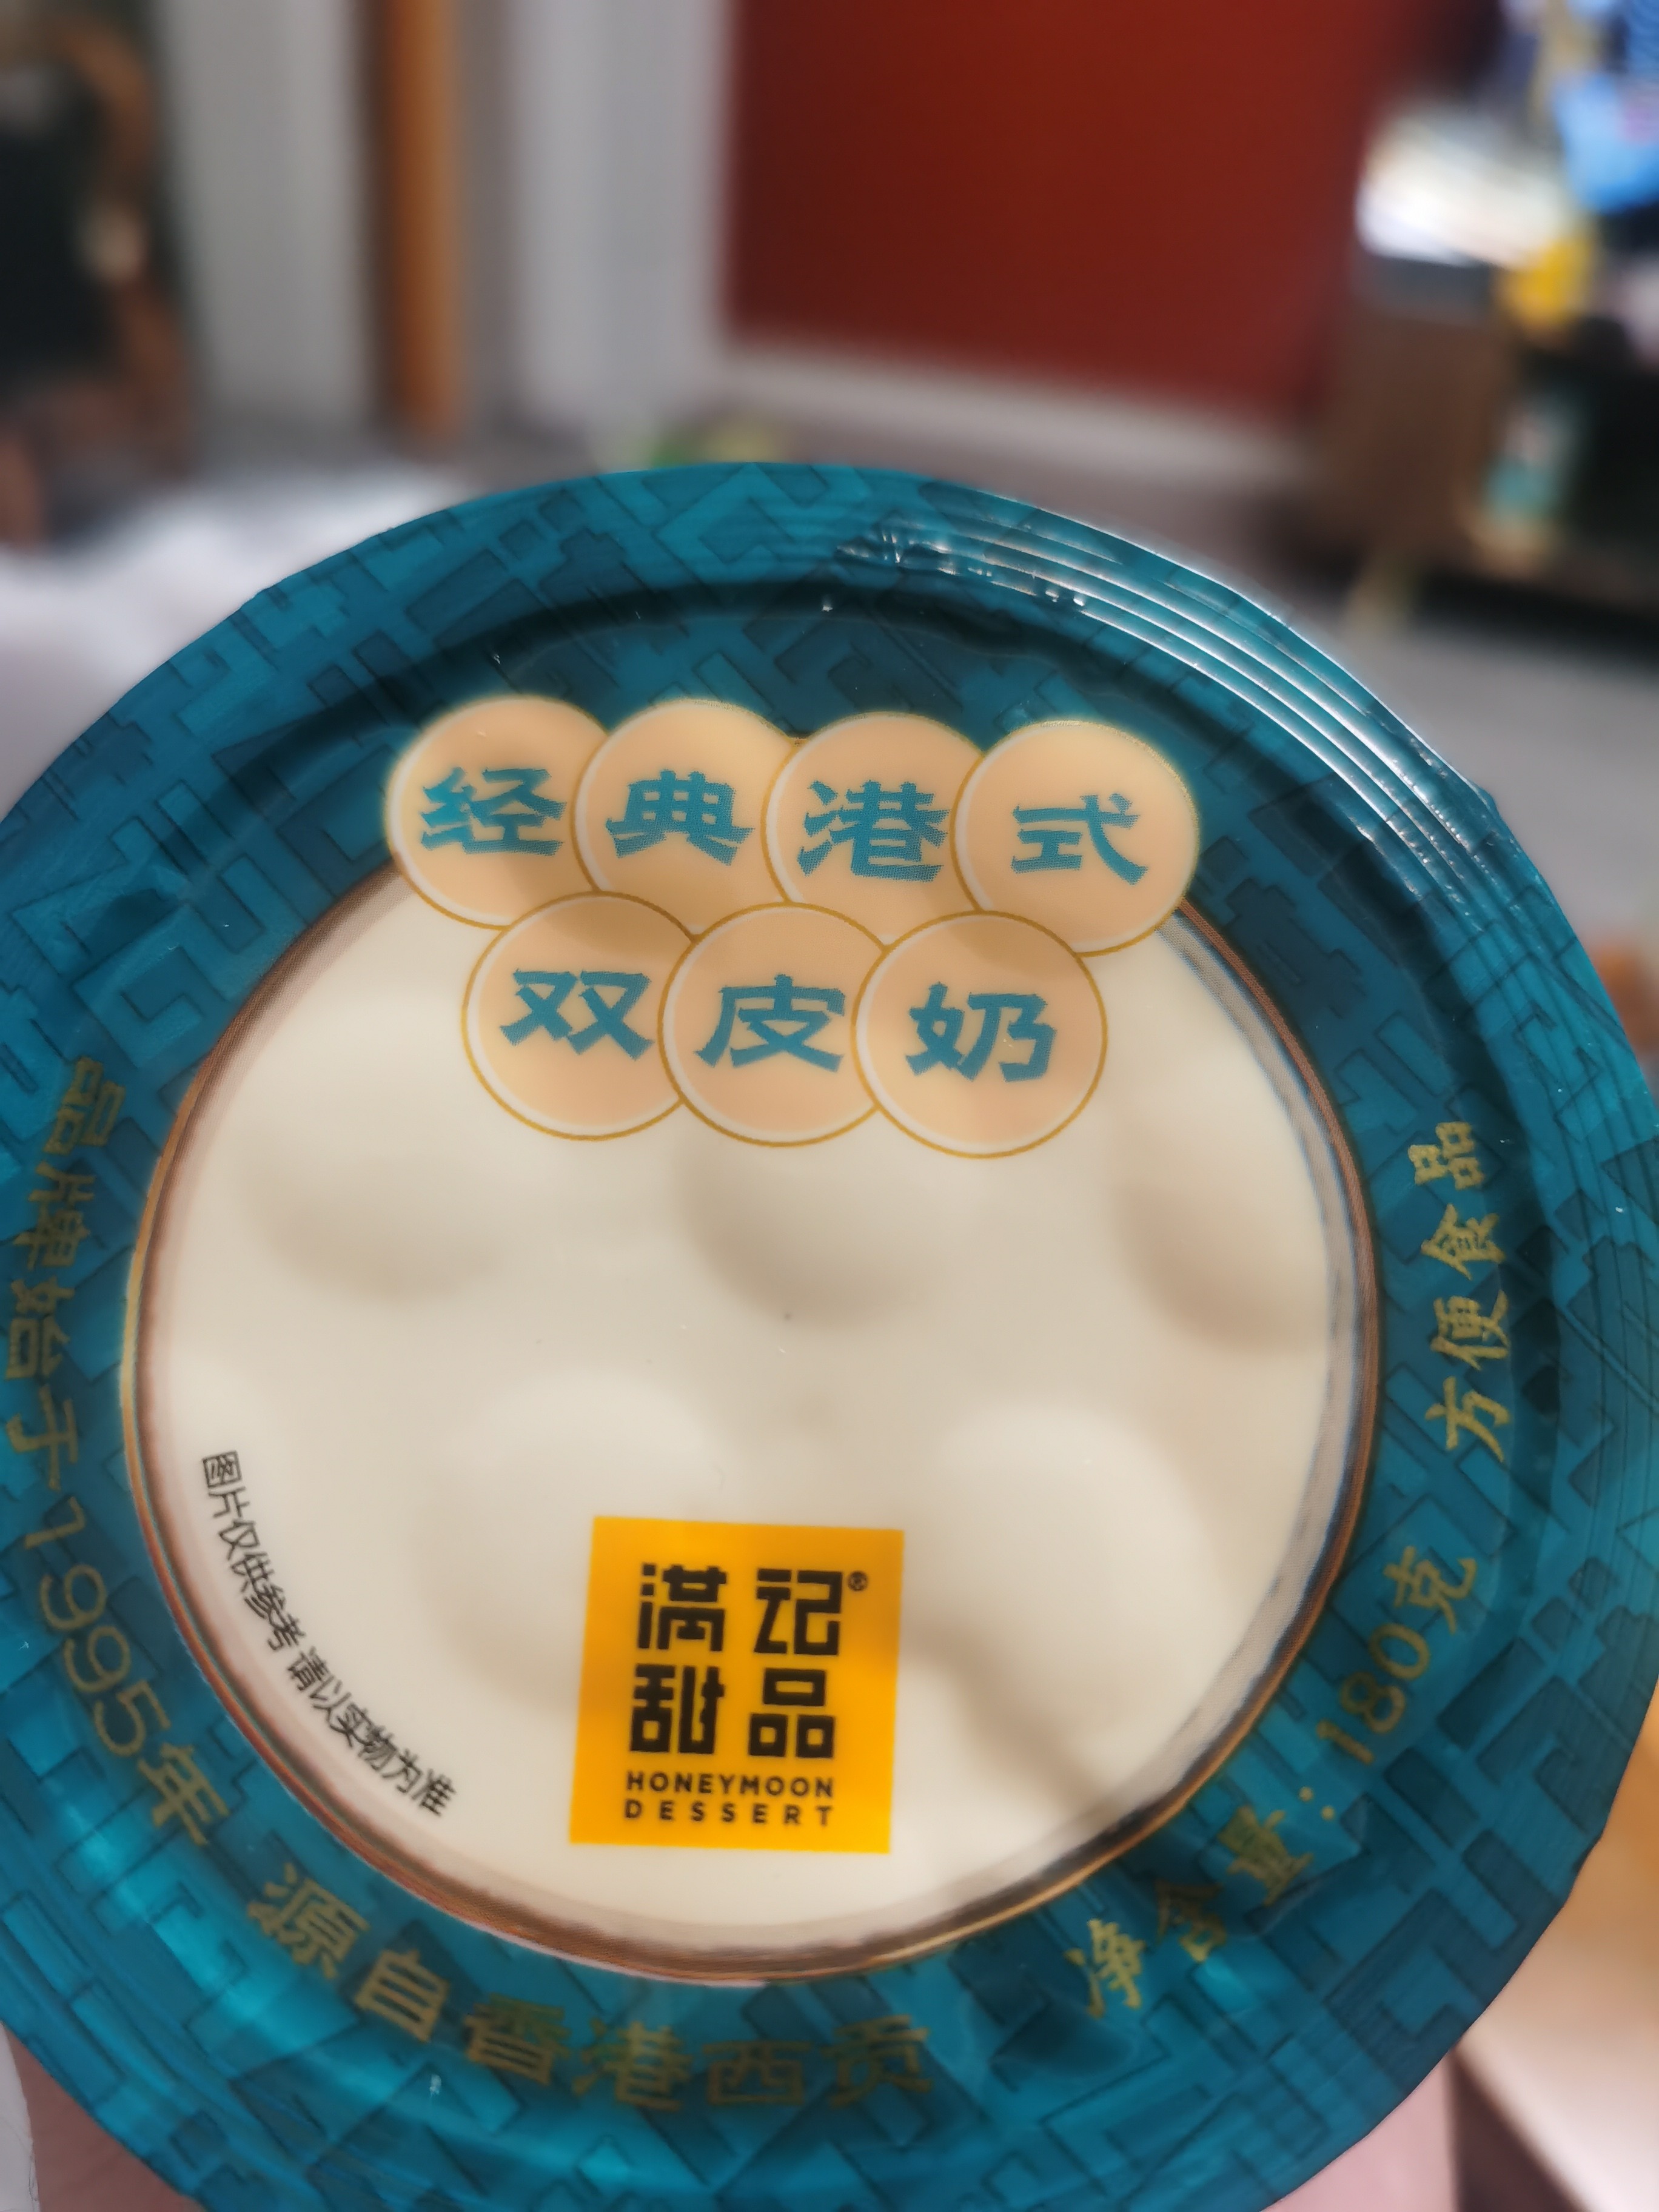 经典港式
双皮奶
品牌始于1995年 源自香港西贡
方便食品
净含量:180克
图片仅供参考 请以实物为准
满记®
甜品
HONEYMOON
DESSERT